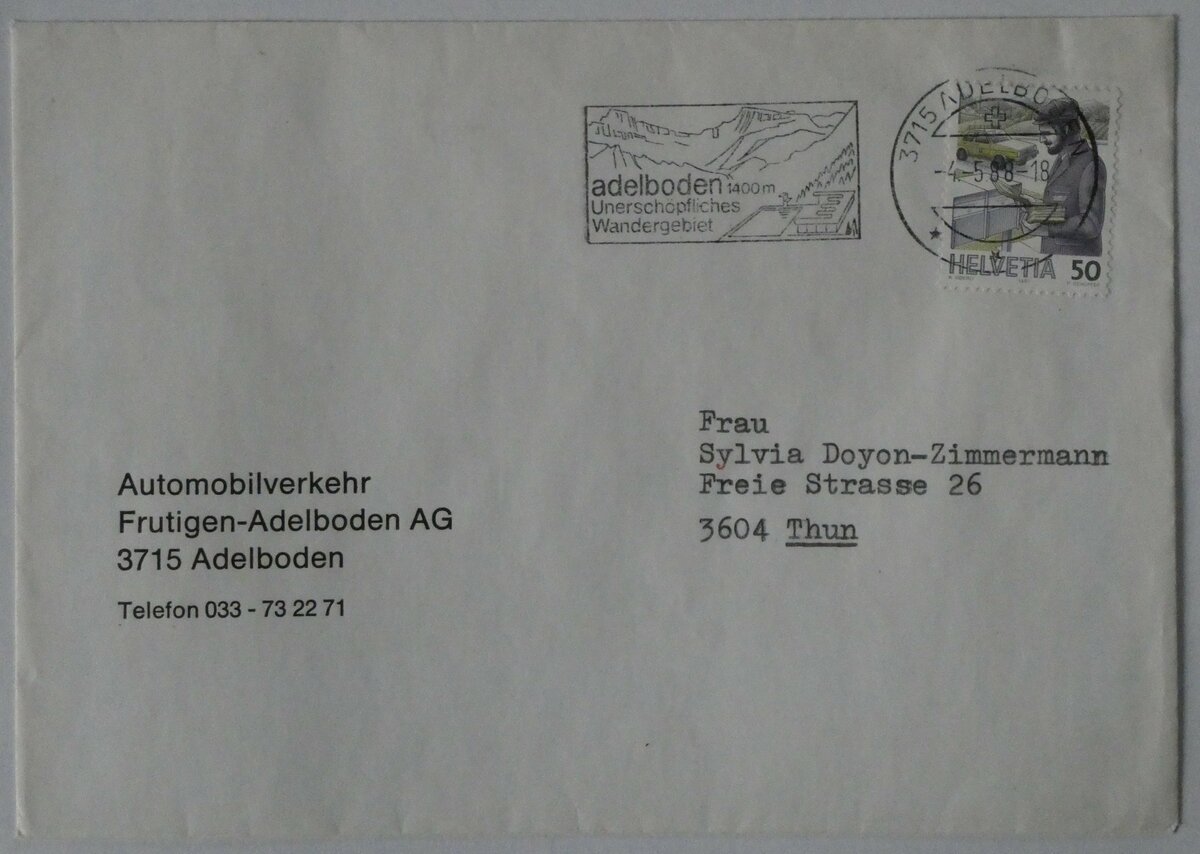 adelboden 1400m
Unerschöpfliches
Wandergebiet
3715 ADELBO
-4.-5.88-18
HELVETIA 50
Automobilverkehr
Frutigen-Adelboden AG
3715 Adelboden
Telefon 033 - 73 22 71
Frau
Sylvia Doyon-Zimmermann
Freie Strasse 26
3604 Thun